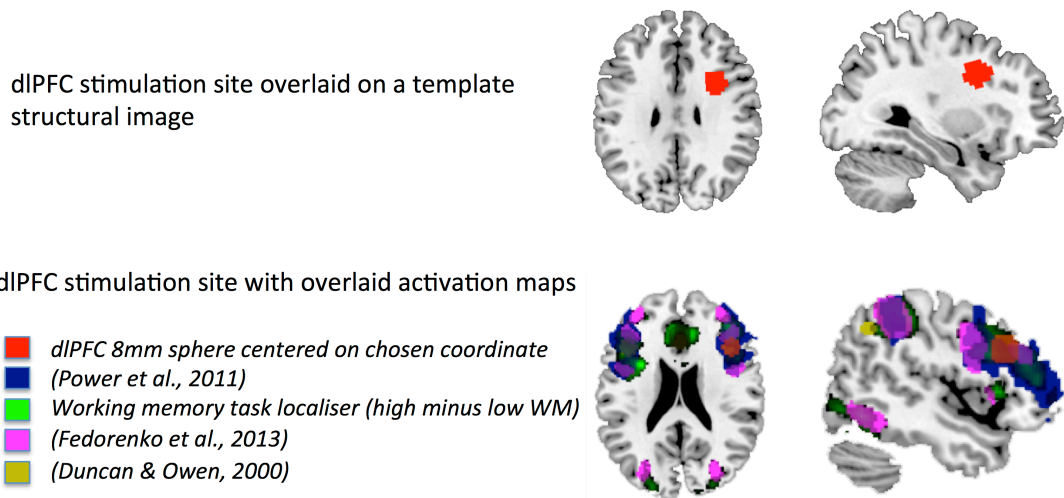 dlPFC stimulation site overlaid on a template
structural image
dlPFC stimulation site with overlaid activation maps
dlPFC 8mm sphere centered on chosen coordinate
(Power et al., 2011)
Working memory task localiser (high minus low WM)
(Fedorenko et al., 2013)
(Duncan & Owen, 2000)